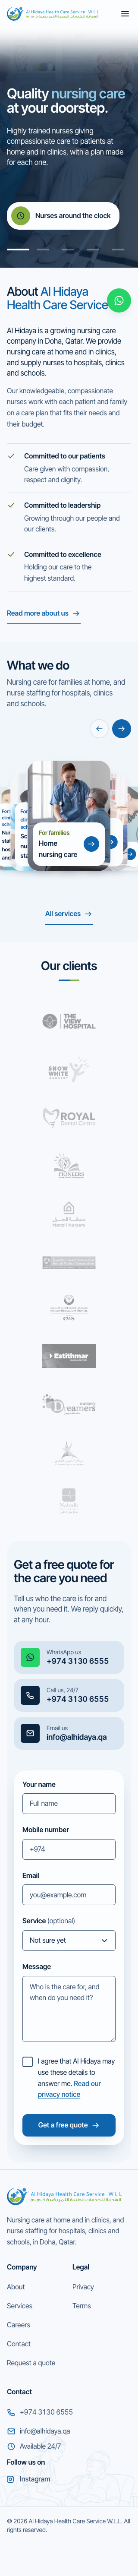 Al Hidaya Health Care Service W.L.L
Quality nursing care
at your doorstep.
Highly trained nurses giving
compassionate care to patients at
home and in clinics, with a plan made
for each one.
Nurses around the clock
About Al Hidaya
Health Care Service
Al Hidaya is a growing nursing care
company in Doha, Qatar. We provide
nursing care at home and in clinics,
and supply nurses to hospitals, clinics
and schools.
Our knowledgeable, compassionate
nurses work with each patient and family
on a care plan that fits their needs and
their budget.
Committed to our patients
Care given with compassion,
respect and dignity.
Committed to leadership
Growing through our people and
our clients.
Committed to excellence
Holding our care to the
highest standard.
Read more about us
What we do
Nursing care for families at home, and
nurse staffing for hospitals, clinics
and schools.
For families
Home
nursing care
All services
Our clients
THE VIEW
HOSPITAL
SNOW WHITE
ROYAL
Dental Centre
PIONEERS
Estithmar
Dreamers
Get a free quote for
the care you need
Tell us who the care is for and
when you need it. We reply quickly,
at any hour.
WhatsApp us
+974 3130 6555
Call us, 24/7
+974 3130 6555
Email us
info@alhidaya.qa
Your name
Full name
Mobile number
+974
Email
you@example.com
Service (optional)
Not sure yet
Message
Who is the care for, and
when do you need it?
I agree that Al Hidaya may
use these details to
answer me. Read our
privacy notice
Get a free quote
Al Hidaya Health Care Service W.L.L
Nursing care at home and in clinics, and
nurse staffing for hospitals, clinics and
schools, in Doha, Qatar.
Company
Legal
About
Privacy
Services
Terms
Careers
Contact
Request a quote
Contact
+974 3130 6555
info@alhidaya.qa
Available 24/7
Follow us on
Instagram
© 2026 Al Hidaya Health Care Service W.L.L. All
rights reserved.